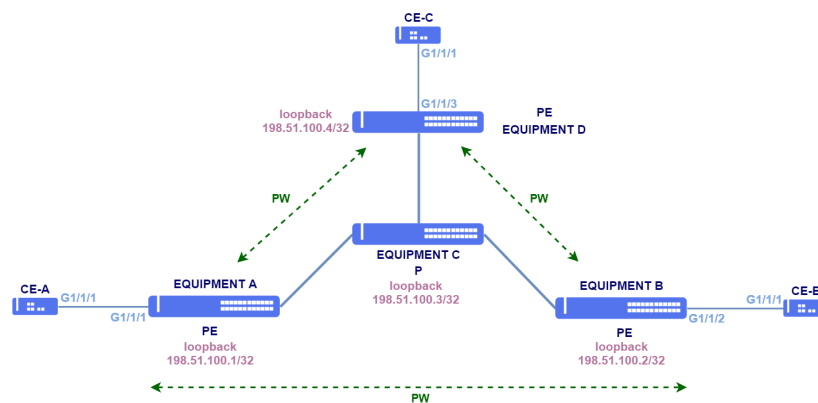 CE-C
G1/1/1
G1/1/3
loopback
198.51.100.4/32
PE
EQUIPMENT D
PW
PW
EQUIPMENT C
P
loopback
198.51.100.3/32
CE-A
G1/1/1
EQUIPMENT A
G1/1/1
PE
loopback
198.51.100.1/32
EQUIPMENT B
CE-B
G1/1/1
G1/1/2
PE
loopback
198.51.100.2/32
PW